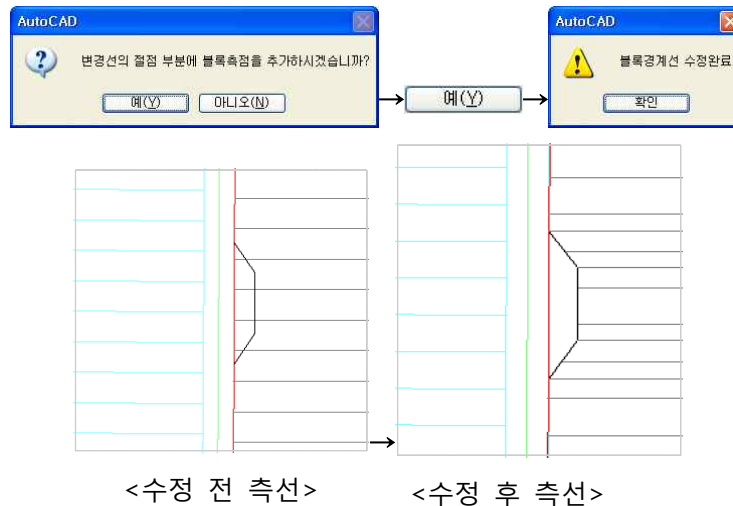 AutoCAD
변경선의 절점 부분에 블록측점을 추가하시겠습니까?
예(Y)
아니오(N)
예(Y)
AutoCAD
블록경계선 수정완료
확인
<수정 전 측선>
<수정 후 측선>